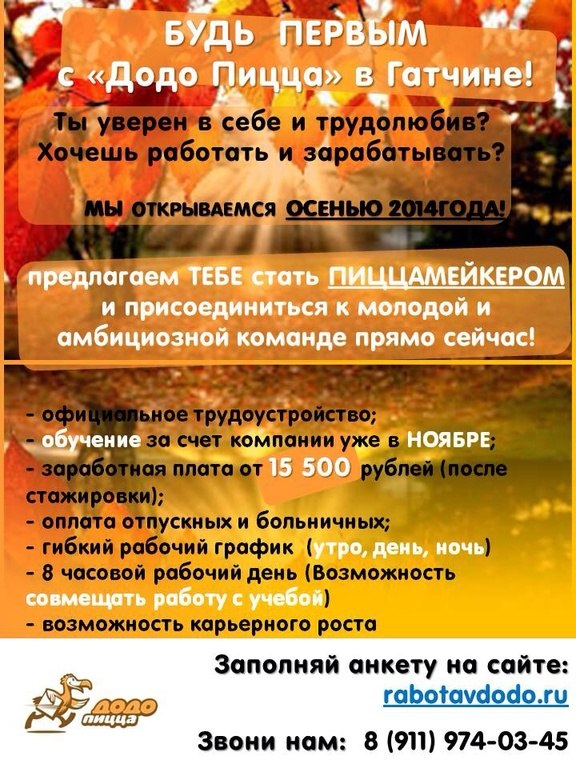 БУДЬ ПЕРВЫМ
с «Додо Пицца» в Гатчине!
Ты уверен в себе и трудолюбив?
Хочешь работать и зарабатывать?
МЫ ОТКРЫВАЕМСЯ ОСЕНЬЮ 2014ГОДА!
предлагаем ТЕБЕ стать ПИЦЦАМЕЙКЕРОМ
и присоединиться к молодой и
амбициозной команде прямо сейчас!
- официальное трудоустройство;
- обучение за счет компании уже в НОЯБРЕ;
- заработная плата от 15 500 рублей (после
стажировки);
- оплата отпускных и больничных;
- гибкий рабочий график (утро, день, ночь)
- 8 часовой рабочий день (Возможность
совмещать работу с учебой)
- возможность карьерного роста
Заполняй анкету на сайте:
rabotavdodo.ru
додо
пицца
Звони нам: 8 (911) 974-03-45